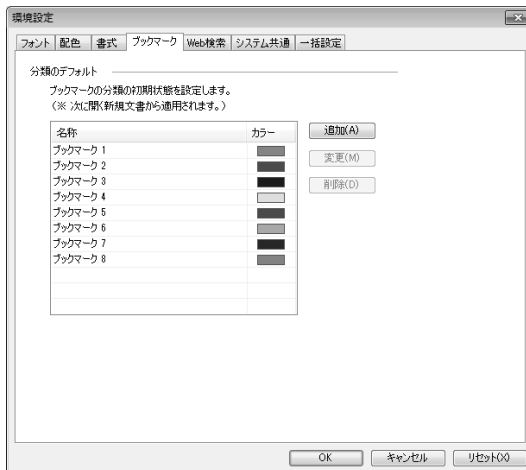 環境設定
フォント 配色 書式 ブックマーク Web検索 システム共通 一括設定
分類のデフォルト
ブックマークの分類の初期状態を設定します。
(※ 次に開く新規文書から適用されます。)
名称 カラー
追加(A)
ブックマーク 1
ブックマーク 2
変更(M)
ブックマーク 3
ブックマーク 4
削除(D)
ブックマーク 5
ブックマーク 6
ブックマーク 7
ブックマーク 8
OK キャンセル リセット(X)